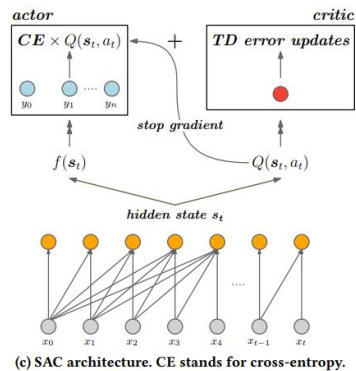 actor
critic
CE × Q(s_t, a_t)
+
TD error updates
y_0 y_1 .... y_n
stop gradient
f(s_t)
Q(s_t, a_t)
hidden state s_t
....
x_0 x_1 x_2 x_3 x_4 x_{t−1} x_t
(c) SAC architecture. CE stands for cross-entropy.